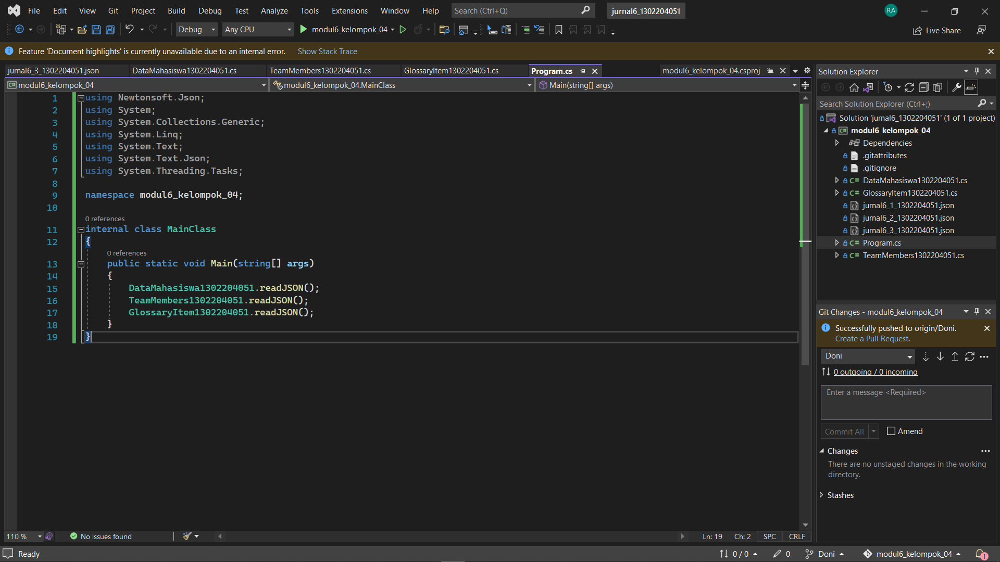 File Edit View Git Project Build Debug Test Analyze Tools Extensions Window Help Search (Ctrl+Q) jurnal6_1302204051 RA
Debug Any CPU modul6_kelompok_04 Live Share
Feature 'Document highlights' is currently unavailable due to an internal error. Show Stack Trace
jurnal6_3_1302204051.json DataMahasiswa1302204051.cs TeamMembers1302204051.cs GlossaryItem1302204051.cs Program.cs modul6_kelompok_04.csproj
C# modul6_kelompok_04 modul6_kelompok_04.MainClass Main(string[] args)
1 using Newtonsoft.Json;
2 using System;
3 using System.Collections.Generic;
4 using System.Linq;
5 using System.Text;
6 using System.Text.Json;
7 using System.Threading.Tasks;
8
9 namespace modul6_kelompok_04;
10
0 references
11 internal class MainClass
12 {
0 references
13 public static void Main(string[] args)
14 {
15 DataMahasiswa1302204051.readJSON();
16 TeamMembers1302204051.readJSON();
17 GlossaryItem1302204051.readJSON();
18 }
19 }
110 % No issues found Ln: 19 Ch: 2 SPC CRLF
Solution Explorer
Search Solution Explorer (Ctrl+;)
Solution 'jurnal6_1302204051' (1 of 1 project)
C# modul6_kelompok_04
Dependencies
.gitattributes
.gitignore
C# DataMahasiswa1302204051.cs
C# GlossaryItem1302204051.cs
jurnal6_1_1302204051.json
jurnal6_2_1302204051.json
jurnal6_3_1302204051.json
C# Program.cs
C# TeamMembers1302204051.cs
Git Changes - modul6_kelompok_04
Successfully pushed to origin/Doni.
Create a Pull Request.
Doni
0 outgoing / 0 incoming
Enter a message <Required>
Commit All Amend
Changes
There are no unstaged changes in the working
directory.
Stashes
Ready 0 / 0 0 Doni modul6_kelompok_04 1